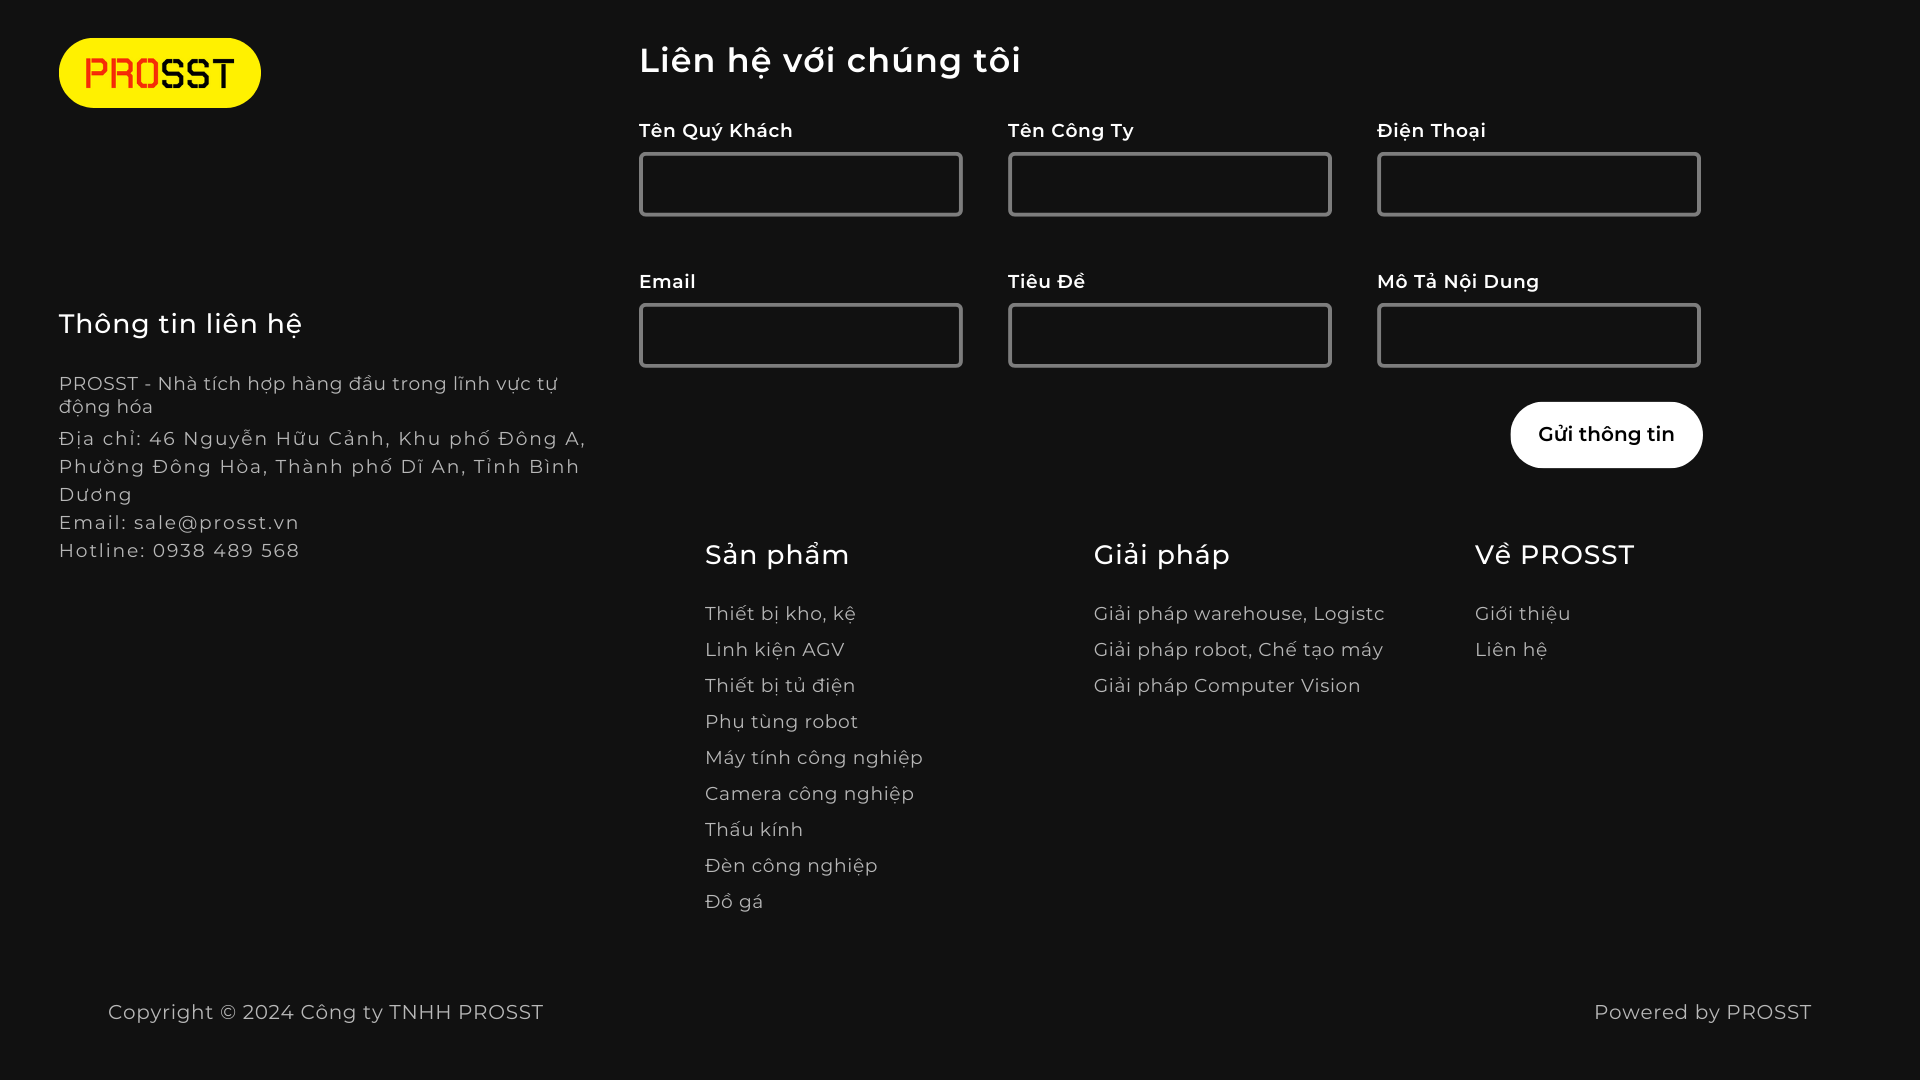 PROSST
Liên hệ với chúng tôi
Tên Quý Khách
Tên Công Ty
Điện Thoại
Email
Tiêu Đề
Mô Tả Nội Dung
Gửi thông tin
Thông tin liên hệ
PROSST - Nhà tích hợp hàng đầu trong lĩnh vực tự
động hóa
Địa chỉ: 46 Nguyễn Hữu Cảnh, Khu phố Đông A,
Phường Đông Hòa, Thành phố Dĩ An, Tỉnh Bình
Dương
Email: sale@prosst.vn
Hotline: 0938 489 568
Sản phẩm
Thiết bị kho, kệ
Linh kiện AGV
Thiết bị tủ điện
Phụ tùng robot
Máy tính công nghiệp
Camera công nghiệp
Thấu kính
Đèn công nghiệp
Đồ gá
Giải pháp
Giải pháp warehouse, Logistc
Giải pháp robot, Chế tạo máy
Giải pháp Computer Vision
Về PROSST
Giới thiệu
Liên hệ
Copyright © 2024 Công ty TNHH PROSST
Powered by PROSST